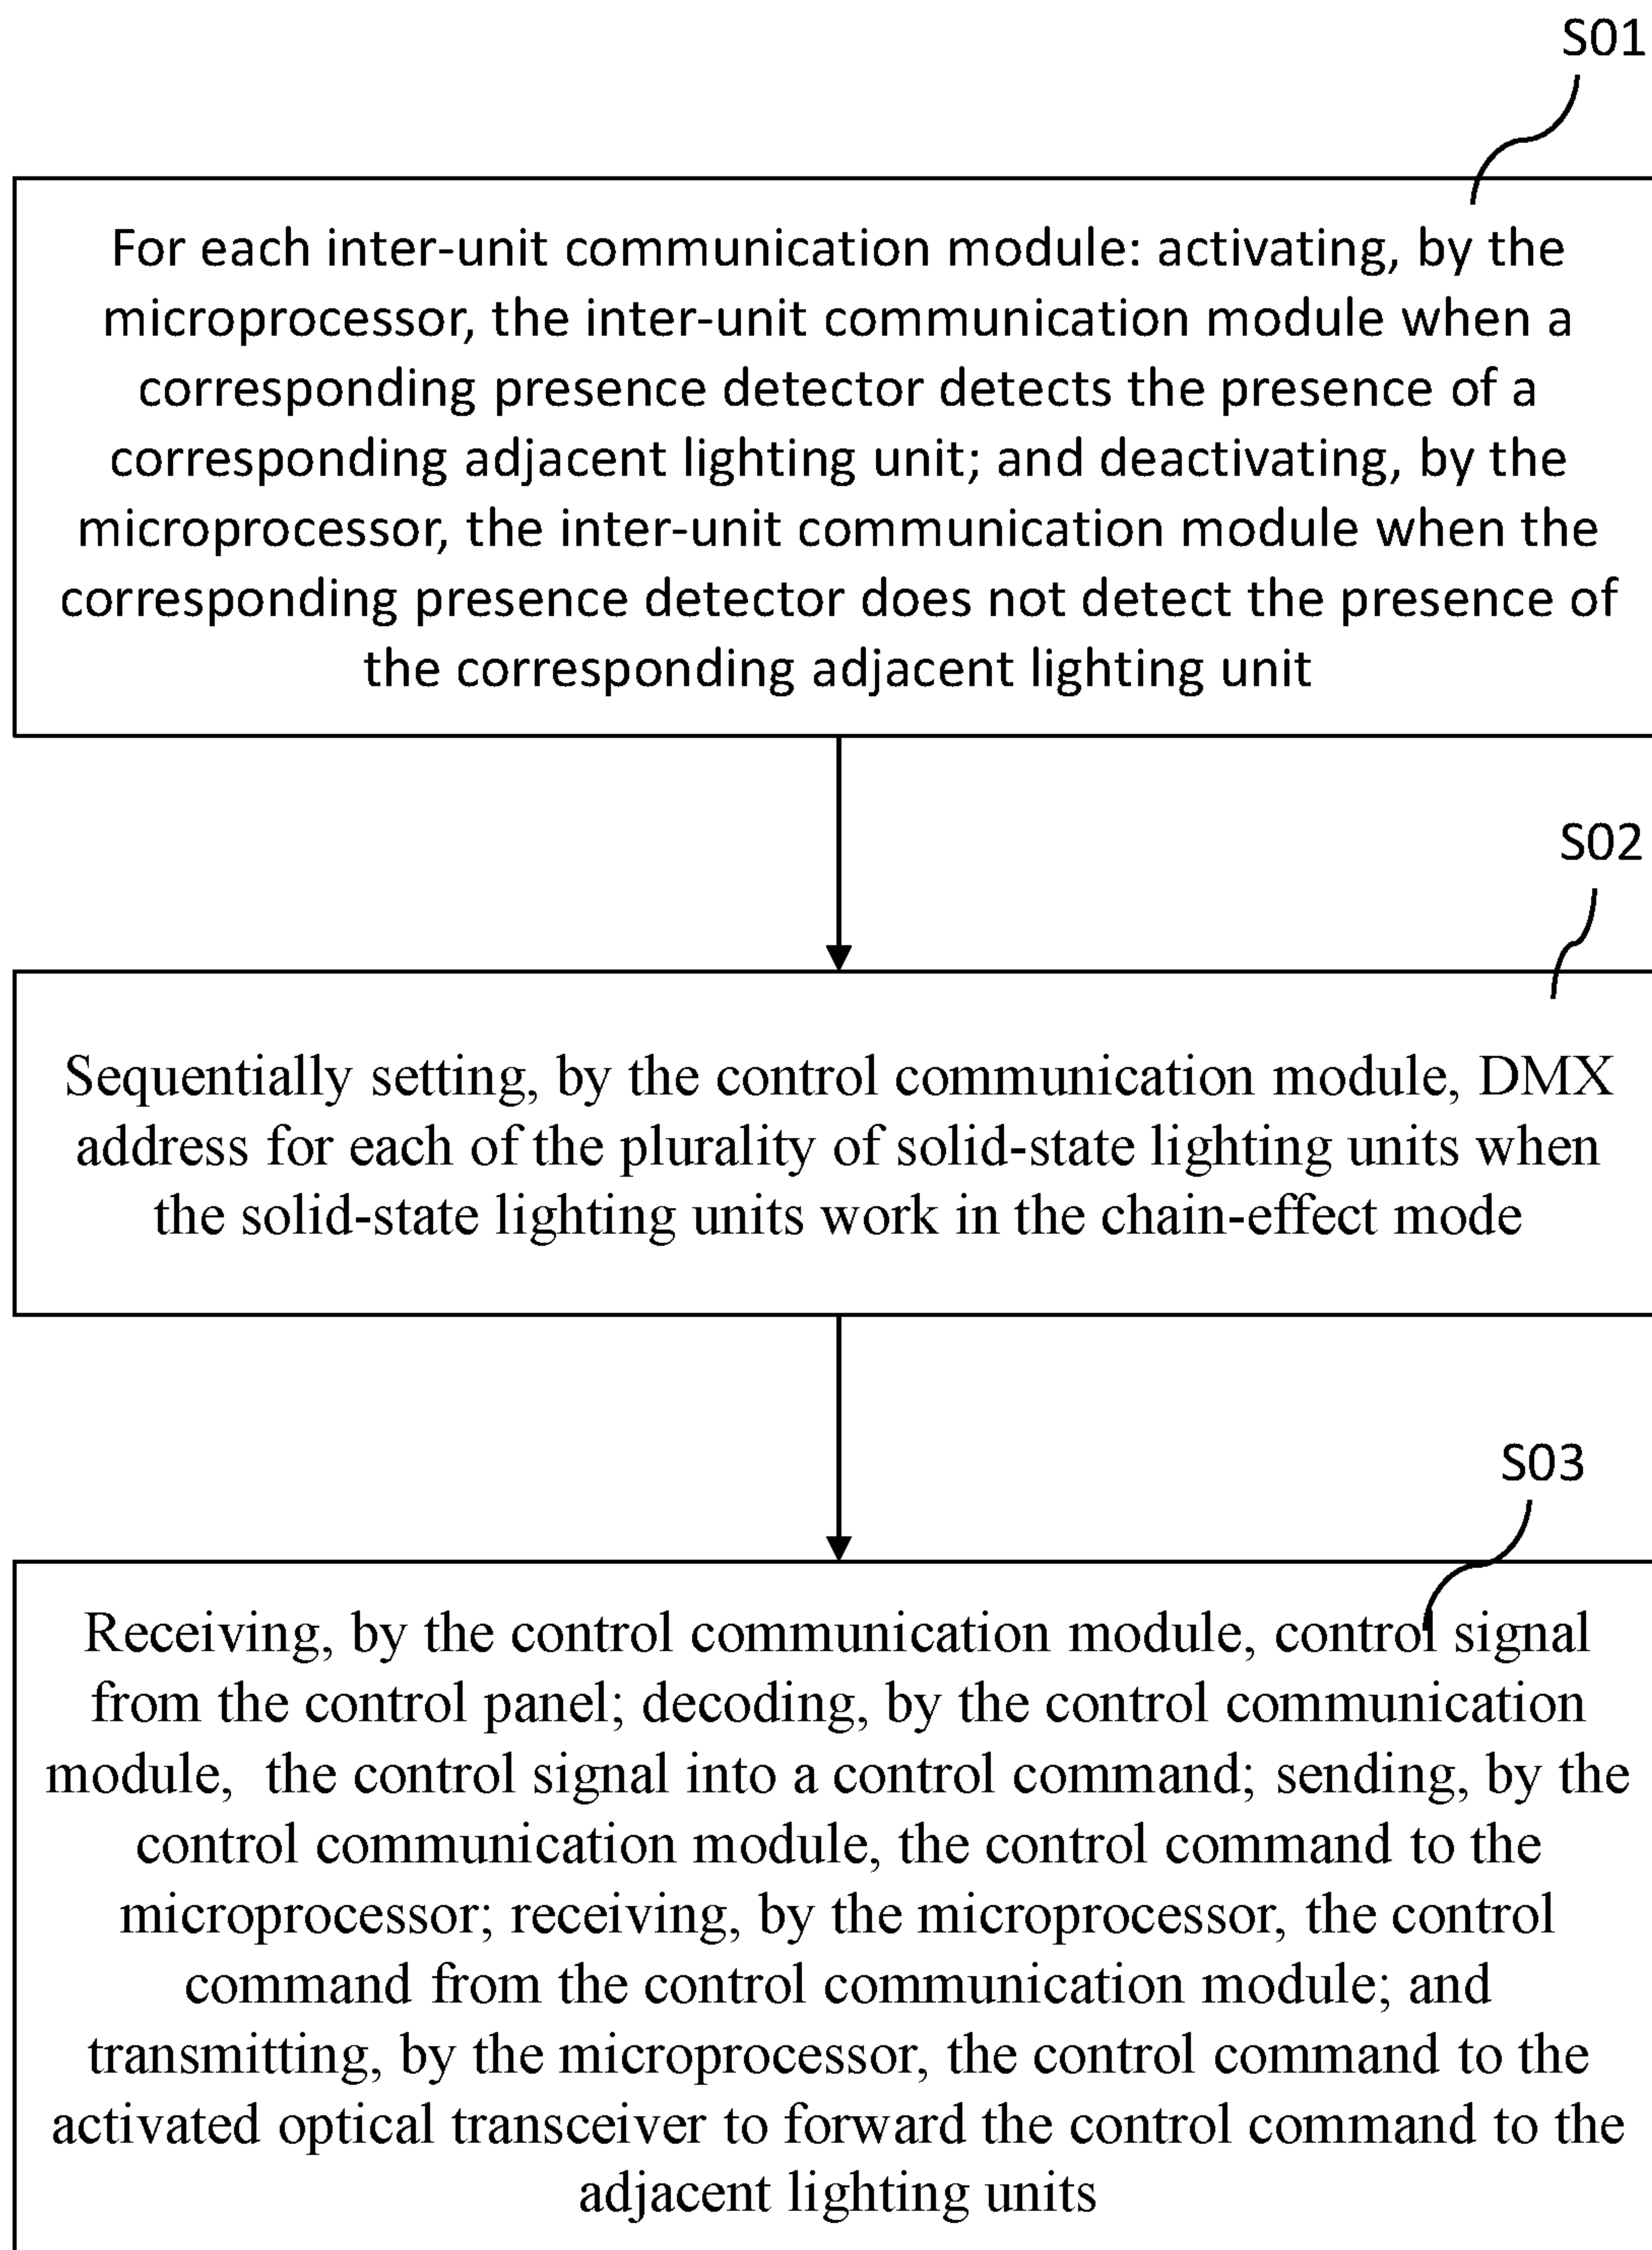 S01
For each inter-unit communication module: activating, by the
microprocessor, the inter-unit communication module when a
corresponding presence detector detects the presence of a
corresponding adjacent lighting unit; and deactivating, by the
microprocessor, the inter-unit communication module when the
corresponding presence detector does not detect the presence of
the corresponding adjacent lighting unit
S02
Sequentially setting, by the control communication module, DMX
address for each of the plurality of solid-state lighting units when
the solid-state lighting units work in the chain-effect mode
S03
Receiving, by the control communication module, control signal
from the control panel; decoding, by the control communication
module, the control signal into a control command; sending, by the
control communication module, the control command to the
microprocessor; receiving, by the microprocessor, the control
command from the control communication module; and
transmitting, by the microprocessor, the control command to the
activated optical transceiver to forward the control command to the
adjacent lighting units